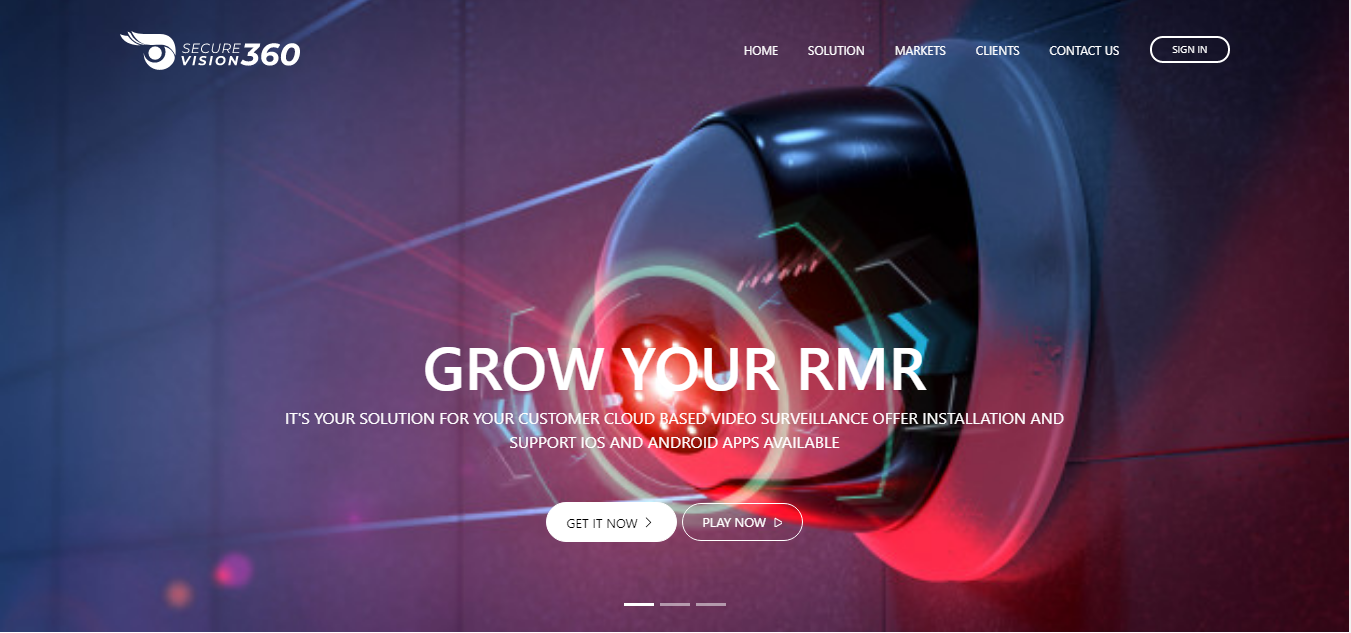 SECURE
VISION 360
HOME SOLUTION MARKETS CLIENTS CONTACT US SIGN IN
GROW YOUR RMR
IT'S YOUR SOLUTION FOR YOUR CUSTOMER CLOUD BASED VIDEO SURVEILLANCE OFFER INSTALLATION AND
SUPPORT IOS AND ANDROID APPS AVAILABLE
GET IT NOW PLAY NOW